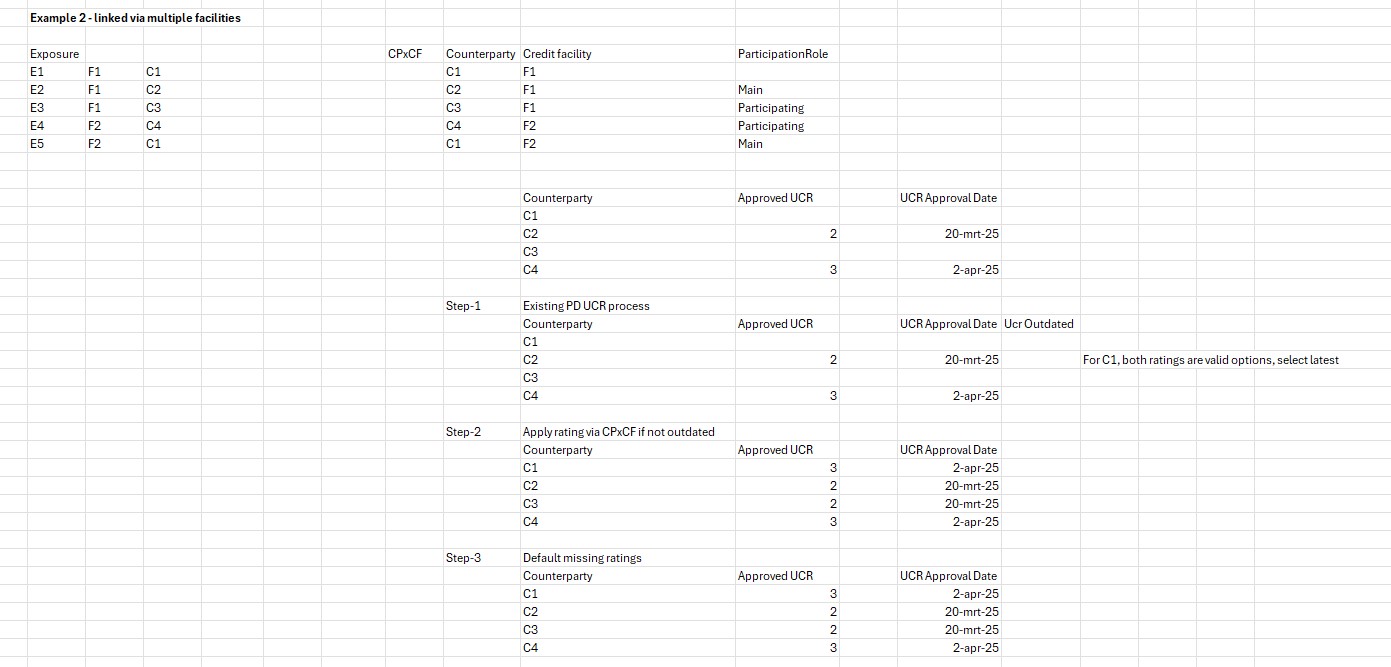 Example 2 - linked via multiple facilities
Exposure CPxCF Counterparty Credit facility ParticipationRole
E1 F1 C1 C1 F1
E2 F1 C2 C2 F1 Main
E3 F1 C3 C3 F1 Participating
E4 F2 C4 C4 F2 Participating
E5 F2 C1 C1 F2 Main
Counterparty Approved UCR UCR Approval Date
C1
C2 2 20-mrt-25
C3
C4 3 2-apr-25
Step-1 Existing PD UCR process
Counterparty Approved UCR UCR Approval Date Ucr Outdated
C1
C2 2 20-mrt-25 For C1, both ratings are valid options, select latest
C3
C4 3 2-apr-25
Step-2 Apply rating via CPxCF if not outdated
Counterparty Approved UCR UCR Approval Date
C1 3 2-apr-25
C2 2 20-mrt-25
C3 2 20-mrt-25
C4 3 2-apr-25
Step-3 Default missing ratings
Counterparty Approved UCR UCR Approval Date
C1 3 2-apr-25
C2 2 20-mrt-25
C3 2 20-mrt-25
C4 3 2-apr-25